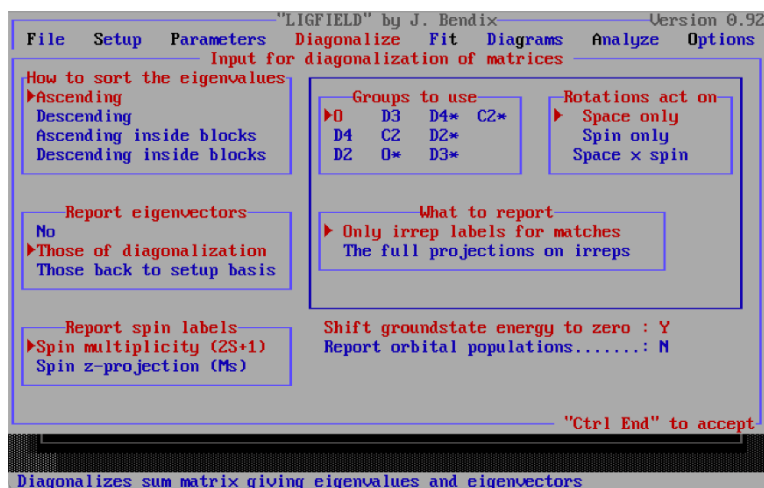 "LIGFIELD" by J. Bendix Version 0.92
File Setup Parameters Diagonalize Fit Diagrams Analyze Options
Input for diagonalization of matrices
How to sort the eigenvalues
Ascending
Descending
Ascending inside blocks
Descending inside blocks
Groups to use
O D3 D4* C2*
D4 C2 D2*
D2 O* D3*
Rotations act on
Space only
Spin only
Space x spin
Report eigenvectors
No
Those of diagonalization
Those back to setup basis
What to report
Only irrep labels for matches
The full projections on irreps
Report spin labels
Spin multiplicity (2S+1)
Spin z-projection (Ms)
Shift groundstate energy to zero : Y
Report orbital populations.......: N
"Ctrl End" to accept
Diagonalizes sum matrix giving eigenvalues and eigenvectors